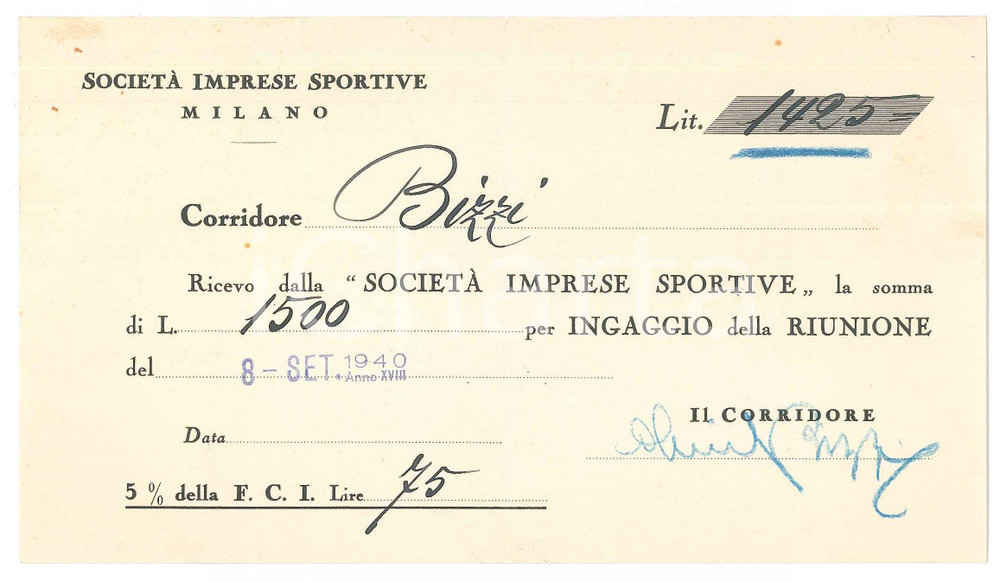 SOCIETÀ IMPRESE SPORTIVE
MILANO
Lit. 1425=
Corridore Bizzi
Ricevo dalla “SOCIETÀ IMPRESE SPORTIVE„ la somma
di L. 1500 per INGAGGIO della RIUNIONE
del 8 - SET. 1940 Anno XVIII
Il CORRIDORE
Data
Bizzi
5 % della F. C. I. Lire 75